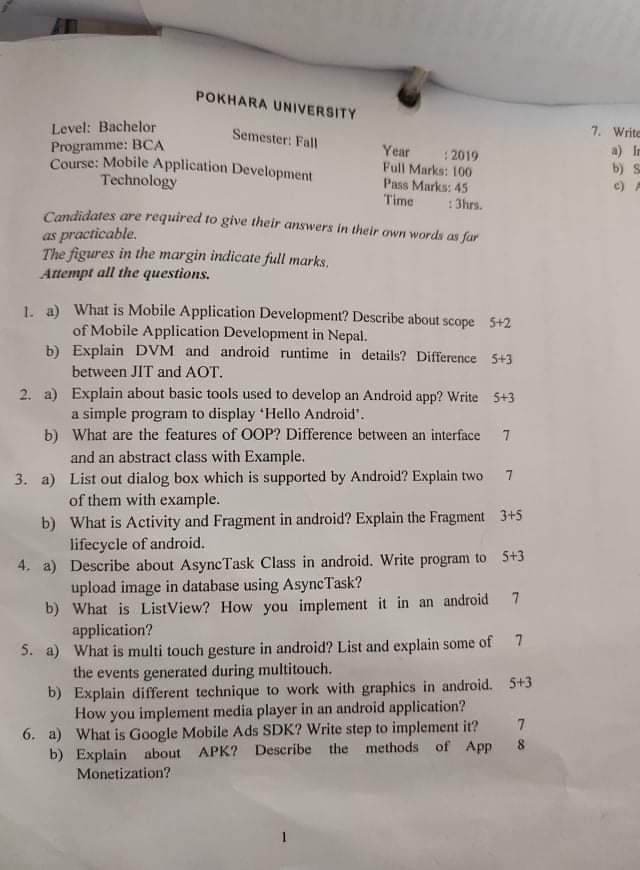 POKHARA UNIVERSITY
Level: Bachelor Semester: Fall Year : 2019
Programme: BCA Full Marks: 100
Course: Mobile Application Development Pass Marks: 45
Technology Time : 3hrs.
Candidates are required to give their answers in their own words as far
as practicable.
The figures in the margin indicate full marks.
Attempt all the questions.
1. a) What is Mobile Application Development? Describe about scope 5+2
of Mobile Application Development in Nepal.
b) Explain DVM and android runtime in details? Difference 5+3
between JIT and AOT.
2. a) Explain about basic tools used to develop an Android app? Write 5+3
a simple program to display ‘Hello Android’.
b) What are the features of OOP? Difference between an interface 7
and an abstract class with Example.
3. a) List out dialog box which is supported by Android? Explain two 7
of them with example.
b) What is Activity and Fragment in android? Explain the Fragment 3+5
lifecycle of android.
4. a) Describe about AsyncTask Class in android. Write program to 5+3
upload image in database using AsyncTask?
b) What is ListView? How you implement it in an android 7
application?
5. a) What is multi touch gesture in android? List and explain some of 7
the events generated during multitouch.
b) Explain different technique to work with graphics in android. 5+3
How you implement media player in an android application?
6. a) What is Google Mobile Ads SDK? Write step to implement it? 7
b) Explain about APK? Describe the methods of App 8
Monetization?
1
7. Write
a)
b)
c)